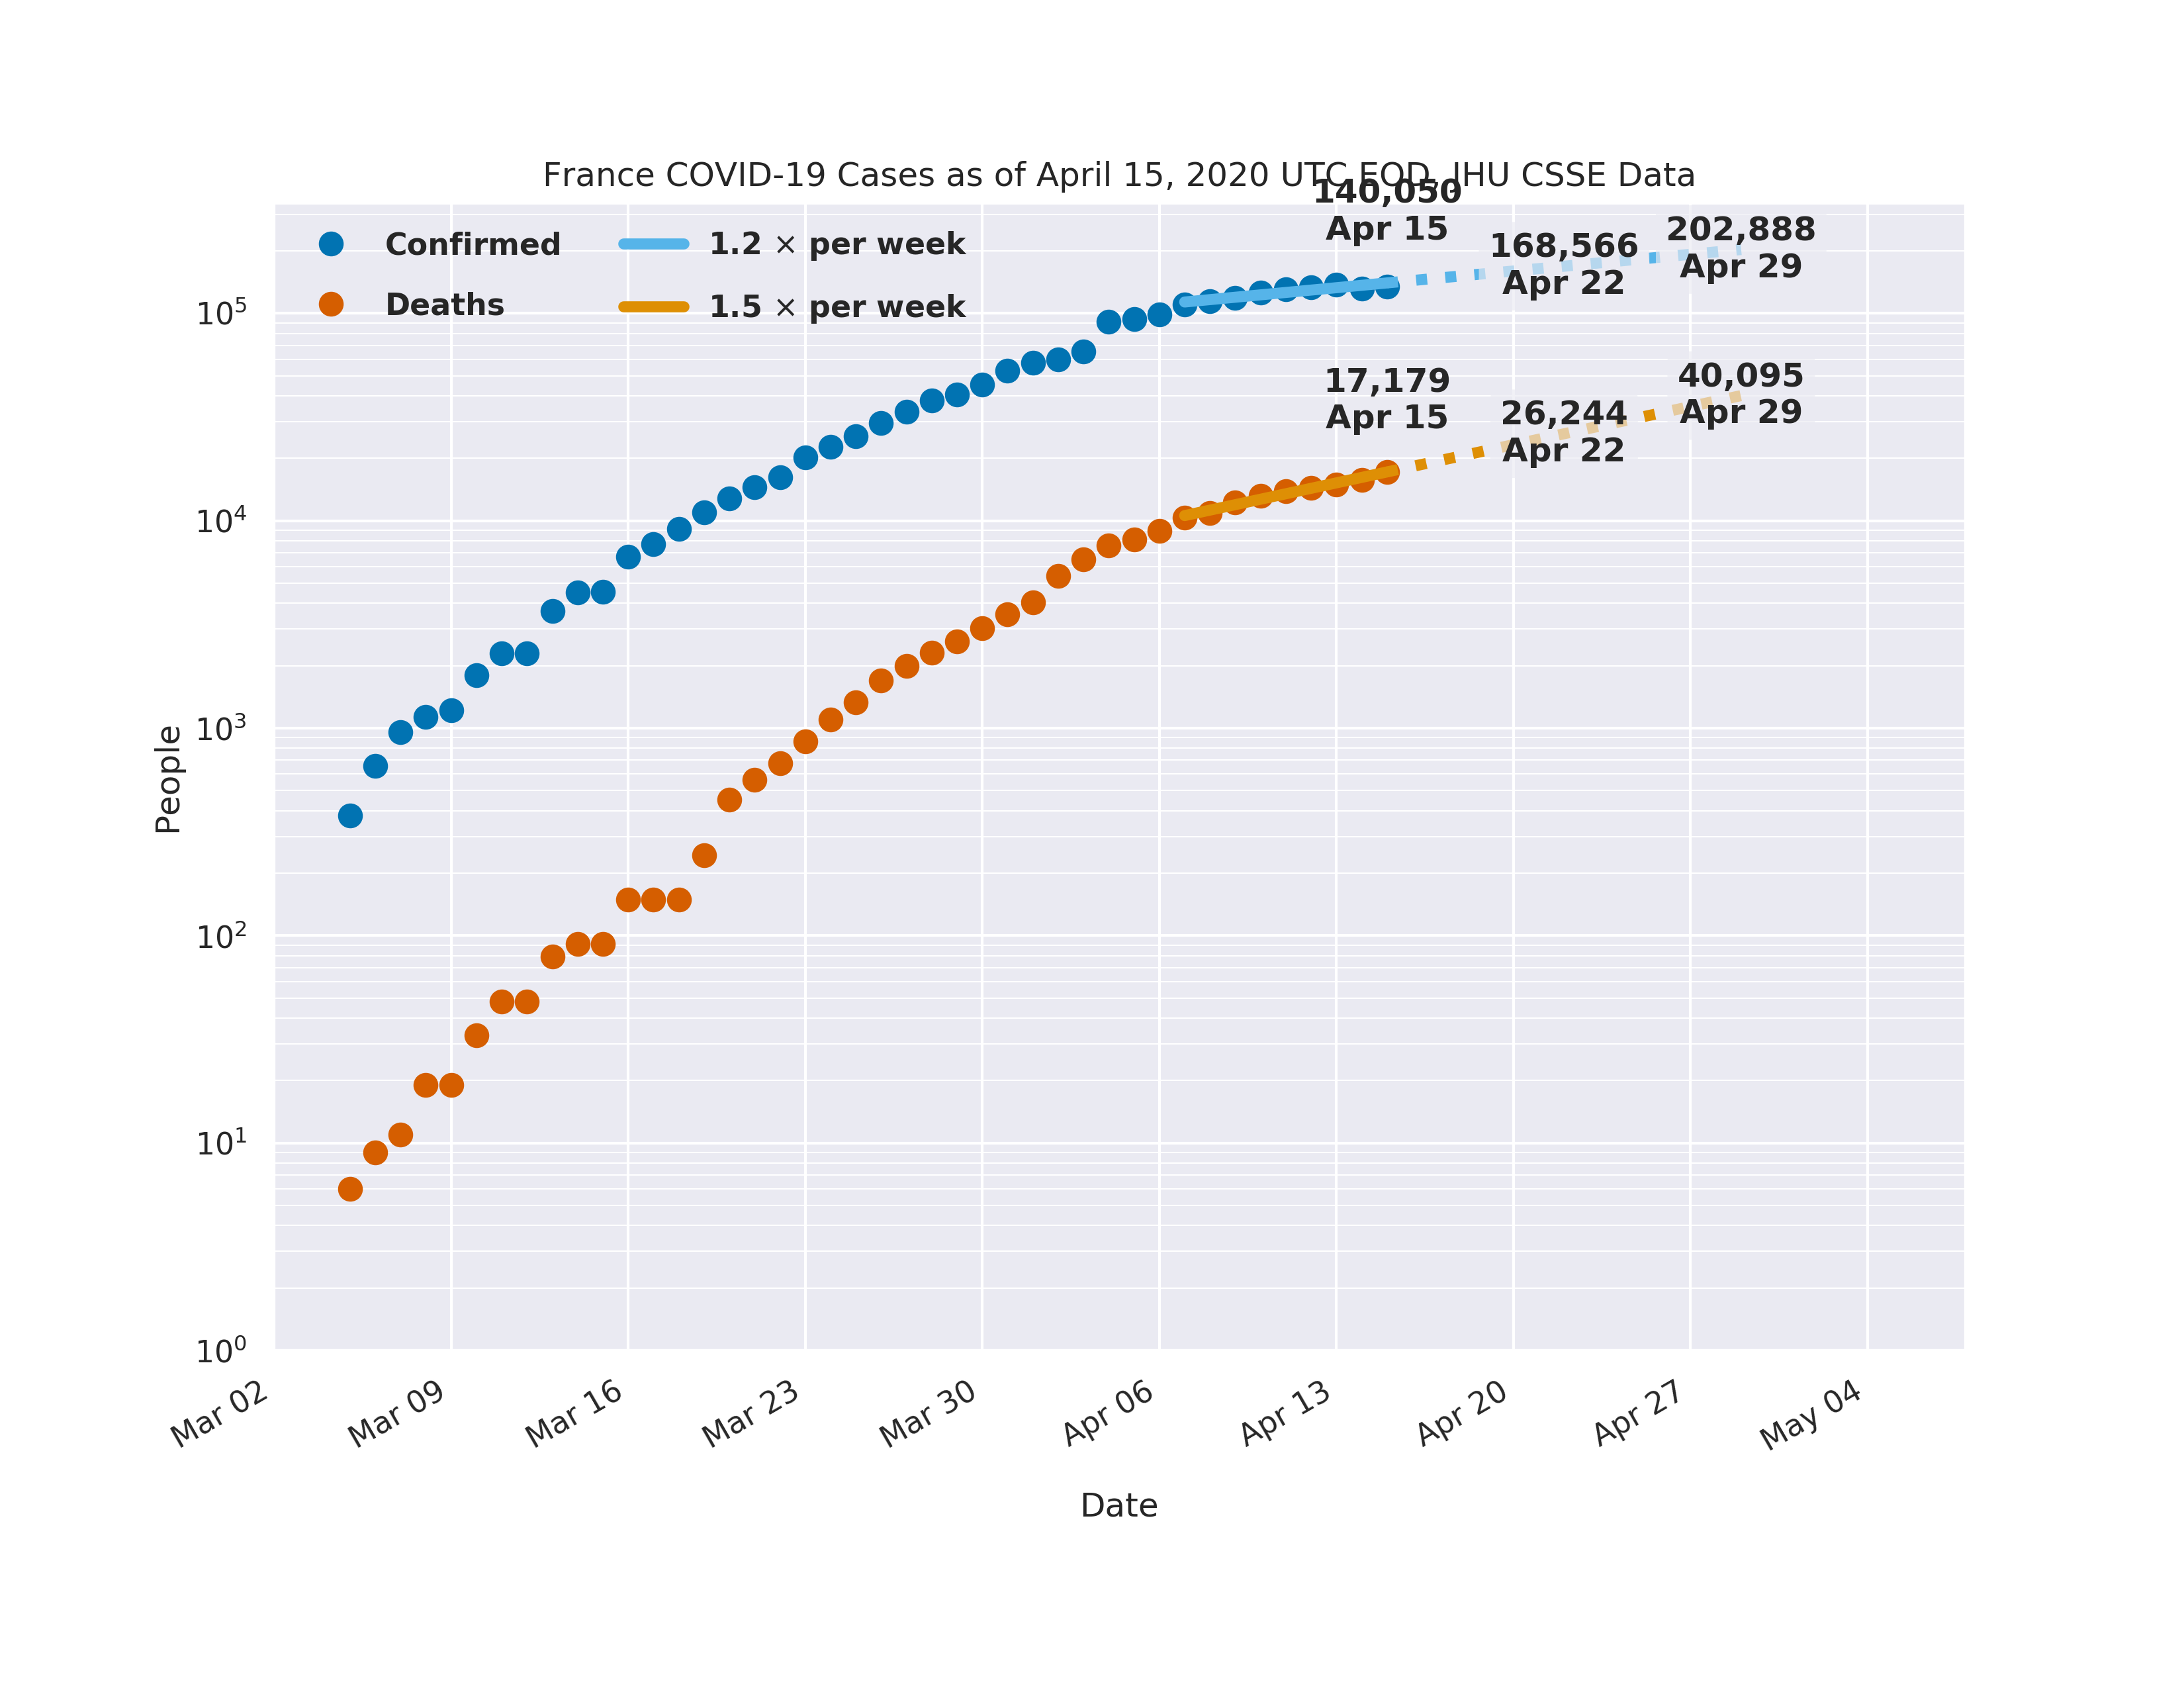 France COVID-19 Cases as of April 15, 2020 UTC EOD, JHU CSSE Data
140,050
Apr 15
168,566
Apr 22
202,888
Apr 29
Confirmed
Deaths
1.2 × per week
1.5 × per week
17,179
Apr 15
26,244
Apr 22
40,095
Apr 29
People
10⁵
10⁴
10³
10²
10¹
10⁰
Mar 02
Mar 09
Mar 16
Mar 23
Mar 30
Apr 06
Apr 13
Apr 20
Apr 27
May 04
Date